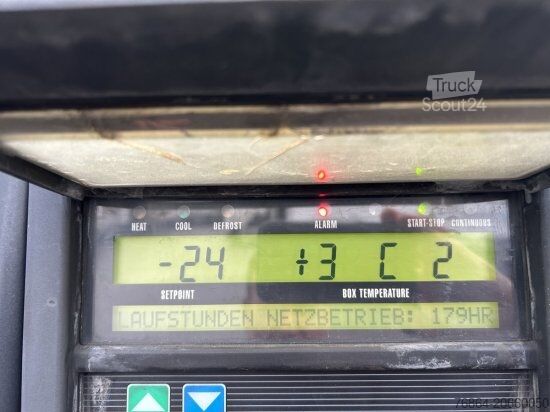 Truck
Scout24
HEAT COOL DEFROST ALARM START-STOP CONTINUOUS
-24 +3 C 2
SETPOINT BOX TEMPERATURE
LAUFSTUNDEN NETZBETRIEB: 179HR